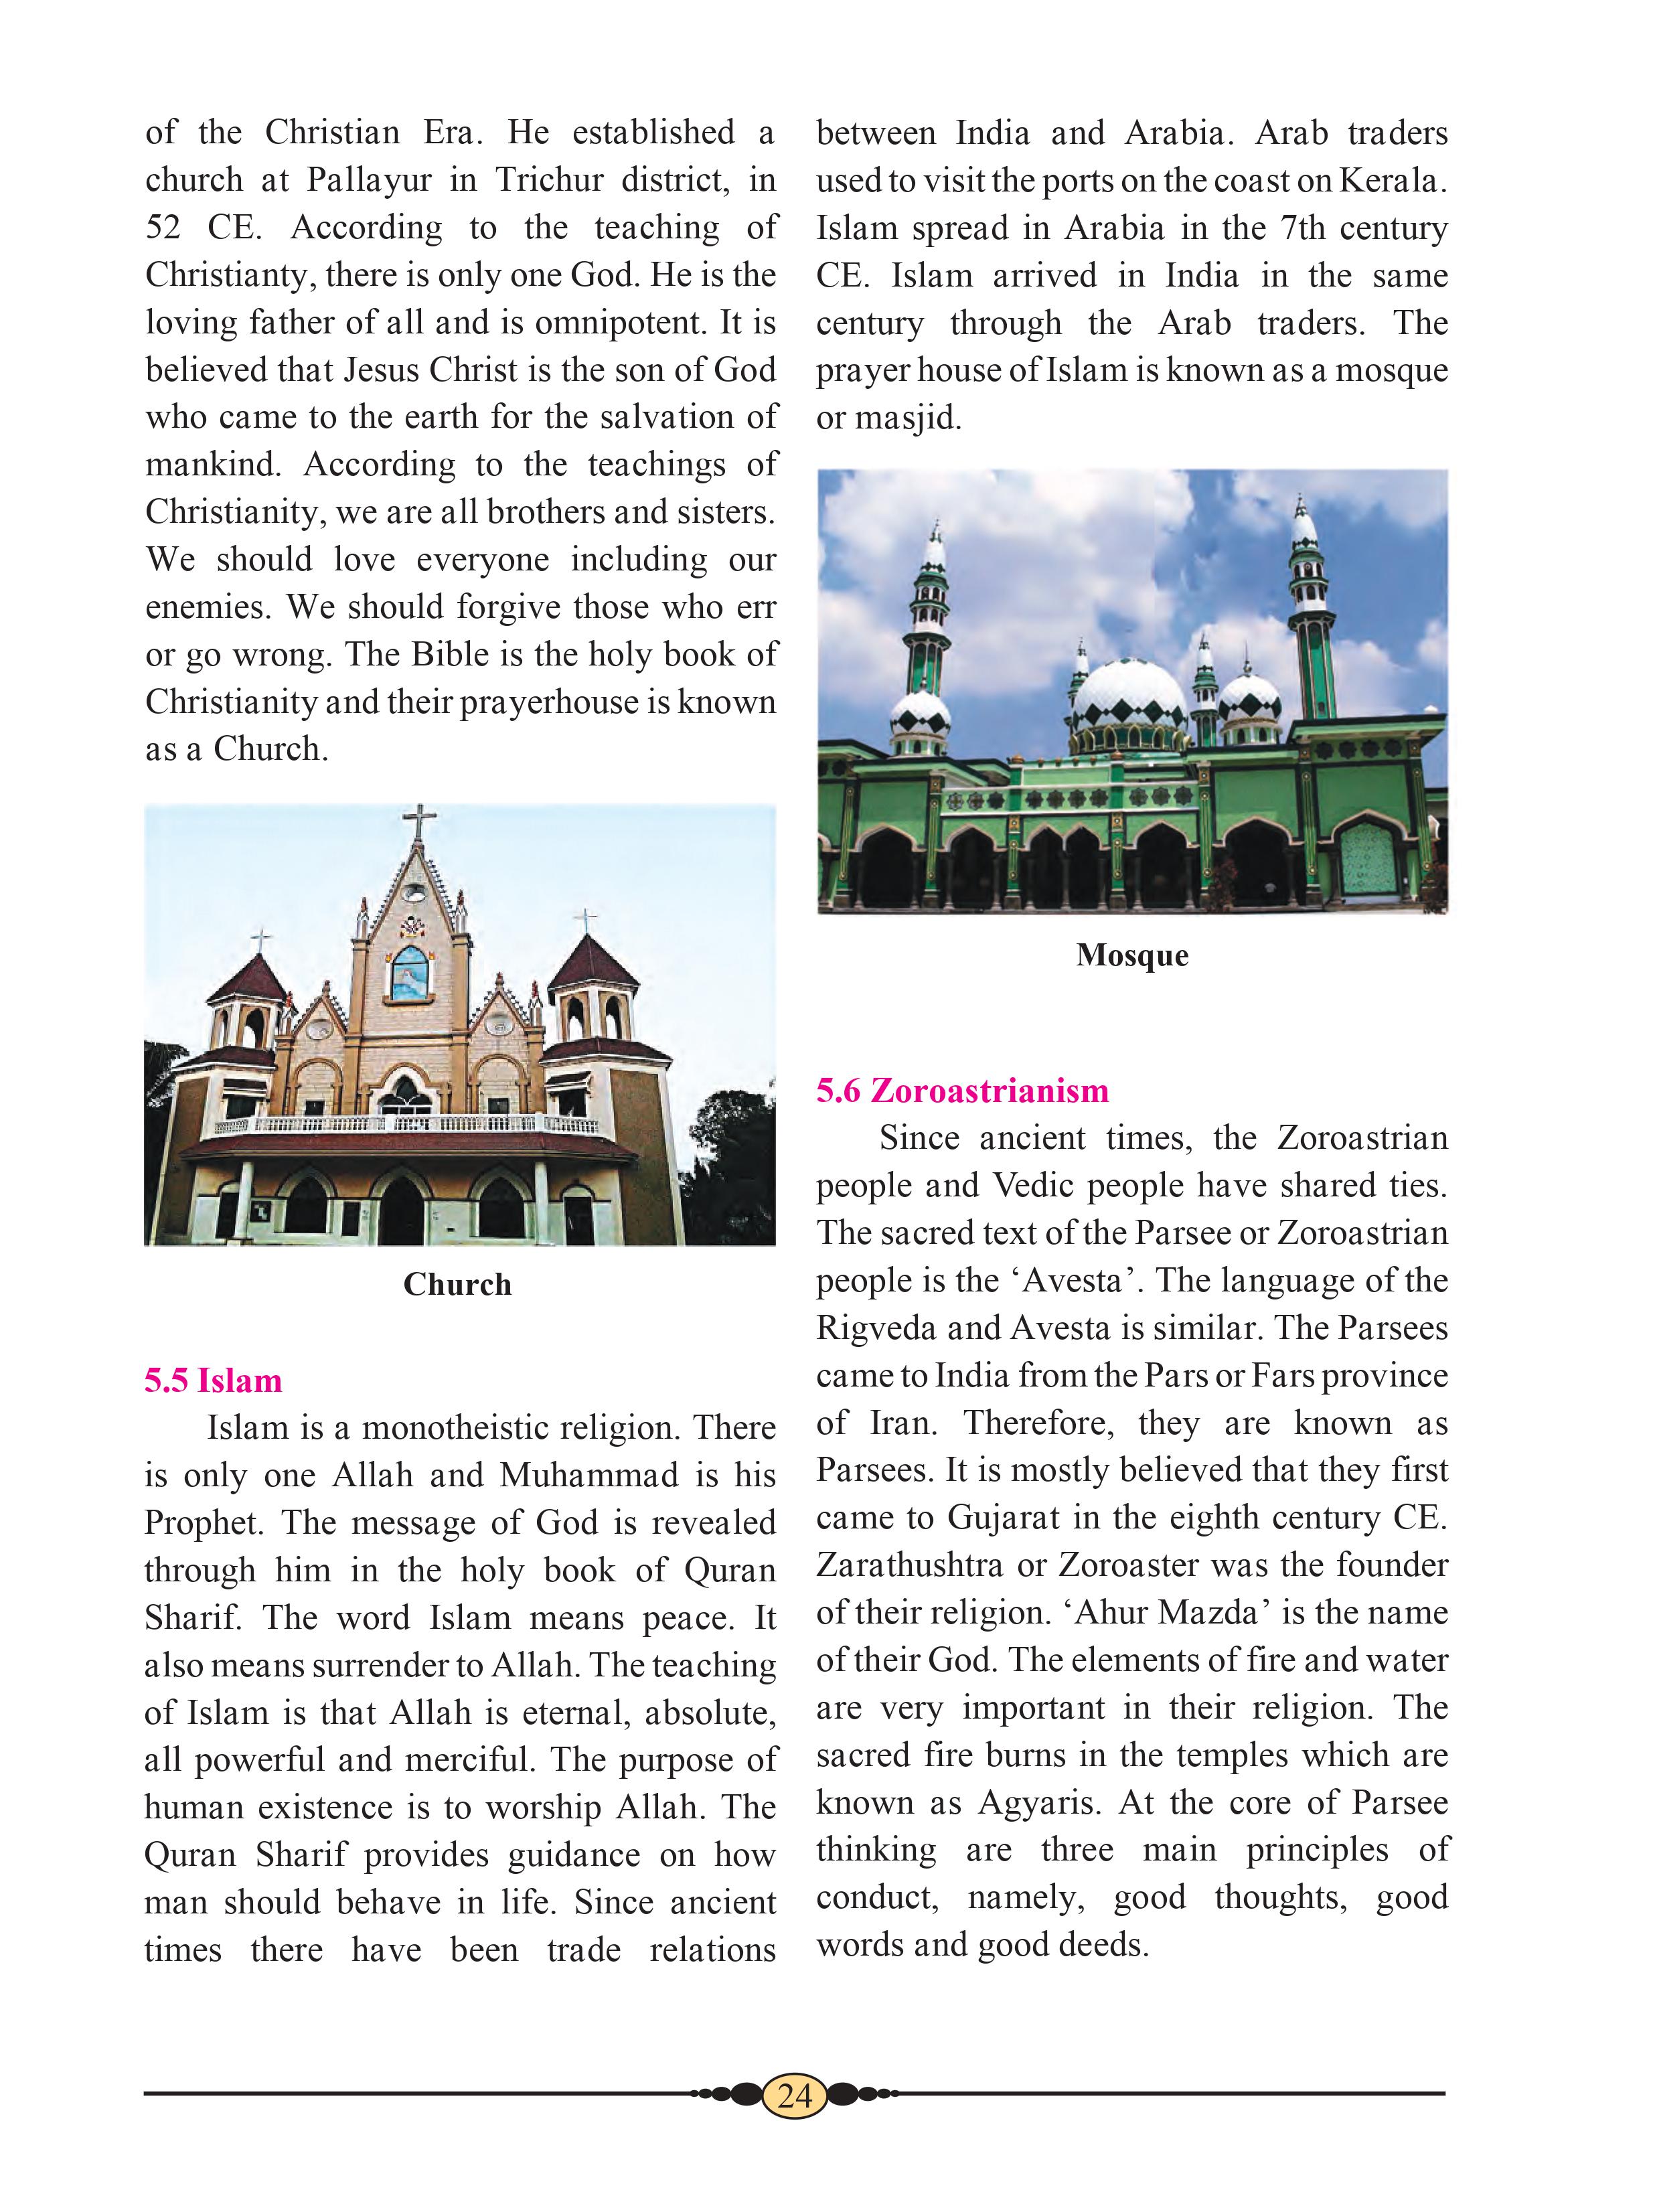 of the Christian Era. He established a
church at Pallayur in Trichur district, in
52 CE. According to the teaching of
Christianty, there is only one God. He is the
loving father of all and is omnipotent. It is
believed that Jesus Christ is the son of God
who came to the earth for the salvation of
mankind. According to the teachings of
Christianity, we are all brothers and sisters.
We should love everyone including our
enemies. We should forgive those who err
or go wrong. The Bible is the holy book of
Christianity and their prayerhouse is known
as a Church.
Church
5.5 Islam
Islam is a monotheistic religion. There
is only one Allah and Muhammad is his
Prophet. The message of God is revealed
through him in the holy book of Quran
Sharif. The word Islam means peace. It
also means surrender to Allah. The teaching
of Islam is that Allah is eternal, absolute,
all powerful and merciful. The purpose of
human existence is to worship Allah. The
Quran Sharif provides guidance on how
man should behave in life. Since ancient
times there have been trade relations
between India and Arabia. Arab traders
used to visit the ports on the coast on Kerala.
Islam spread in Arabia in the 7th century
CE. Islam arrived in India in the same
century through the Arab traders. The
prayer house of Islam is known as a mosque
or masjid.
Mosque
5.6 Zoroastrianism
Since ancient times, the Zoroastrian
people and Vedic people have shared ties.
The sacred text of the Parsee or Zoroastrian
people is the ‘Avesta’. The language of the
Rigveda and Avesta is similar. The Parsees
came to India from the Pars or Fars province
of Iran. Therefore, they are known as
Parsees. It is mostly believed that they first
came to Gujarat in the eighth century CE.
Zarathushtra or Zoroaster was the founder
of their religion. ‘Ahur Mazda’ is the name
of their God. The elements of fire and water
are very important in their religion. The
sacred fire burns in the temples which are
known as Agyaris. At the core of Parsee
thinking are three main principles of
conduct, namely, good thoughts, good
words and good deeds.
24